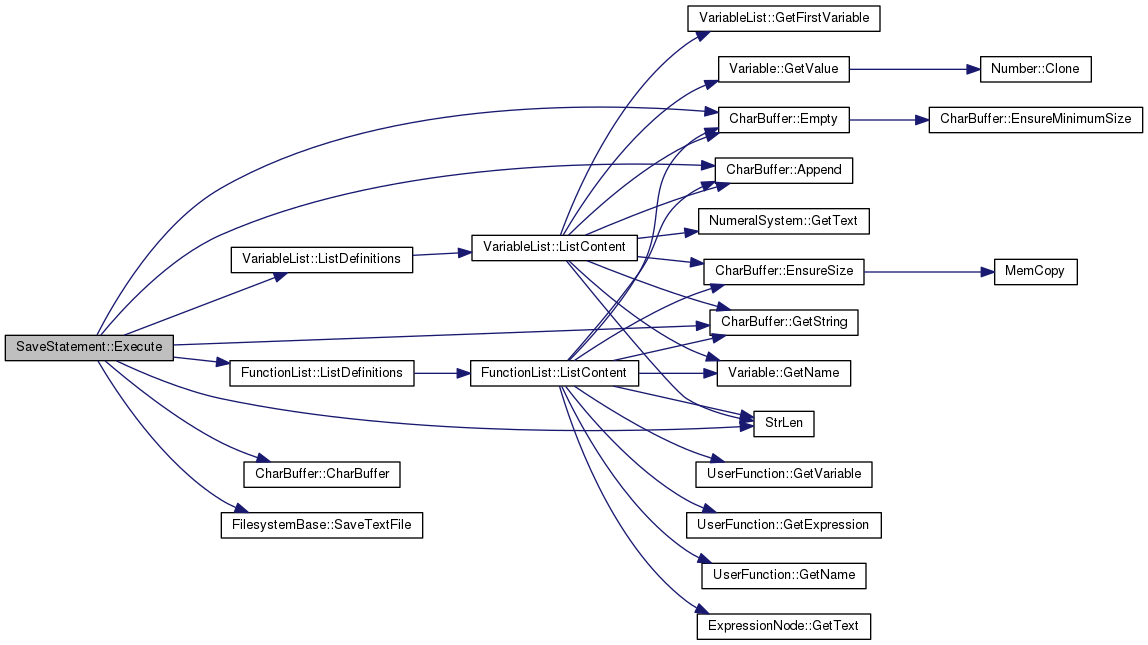 VariableList::GetFirstVariable
Variable::GetValue
Number::Clone
CharBuffer::Empty
CharBuffer::EnsureMinimumSize
CharBuffer::Append
NumeralSystem::GetText
VariableList::ListContent
VariableList::ListDefinitions
CharBuffer::EnsureSize
MemCopy
CharBuffer::GetString
SaveStatement::Execute
FunctionList::ListDefinitions
FunctionList::ListContent
Variable::GetName
StrLen
CharBuffer::CharBuffer
UserFunction::GetVariable
FilesystemBase::SaveTextFile
UserFunction::GetExpression
UserFunction::GetName
ExpressionNode::GetText